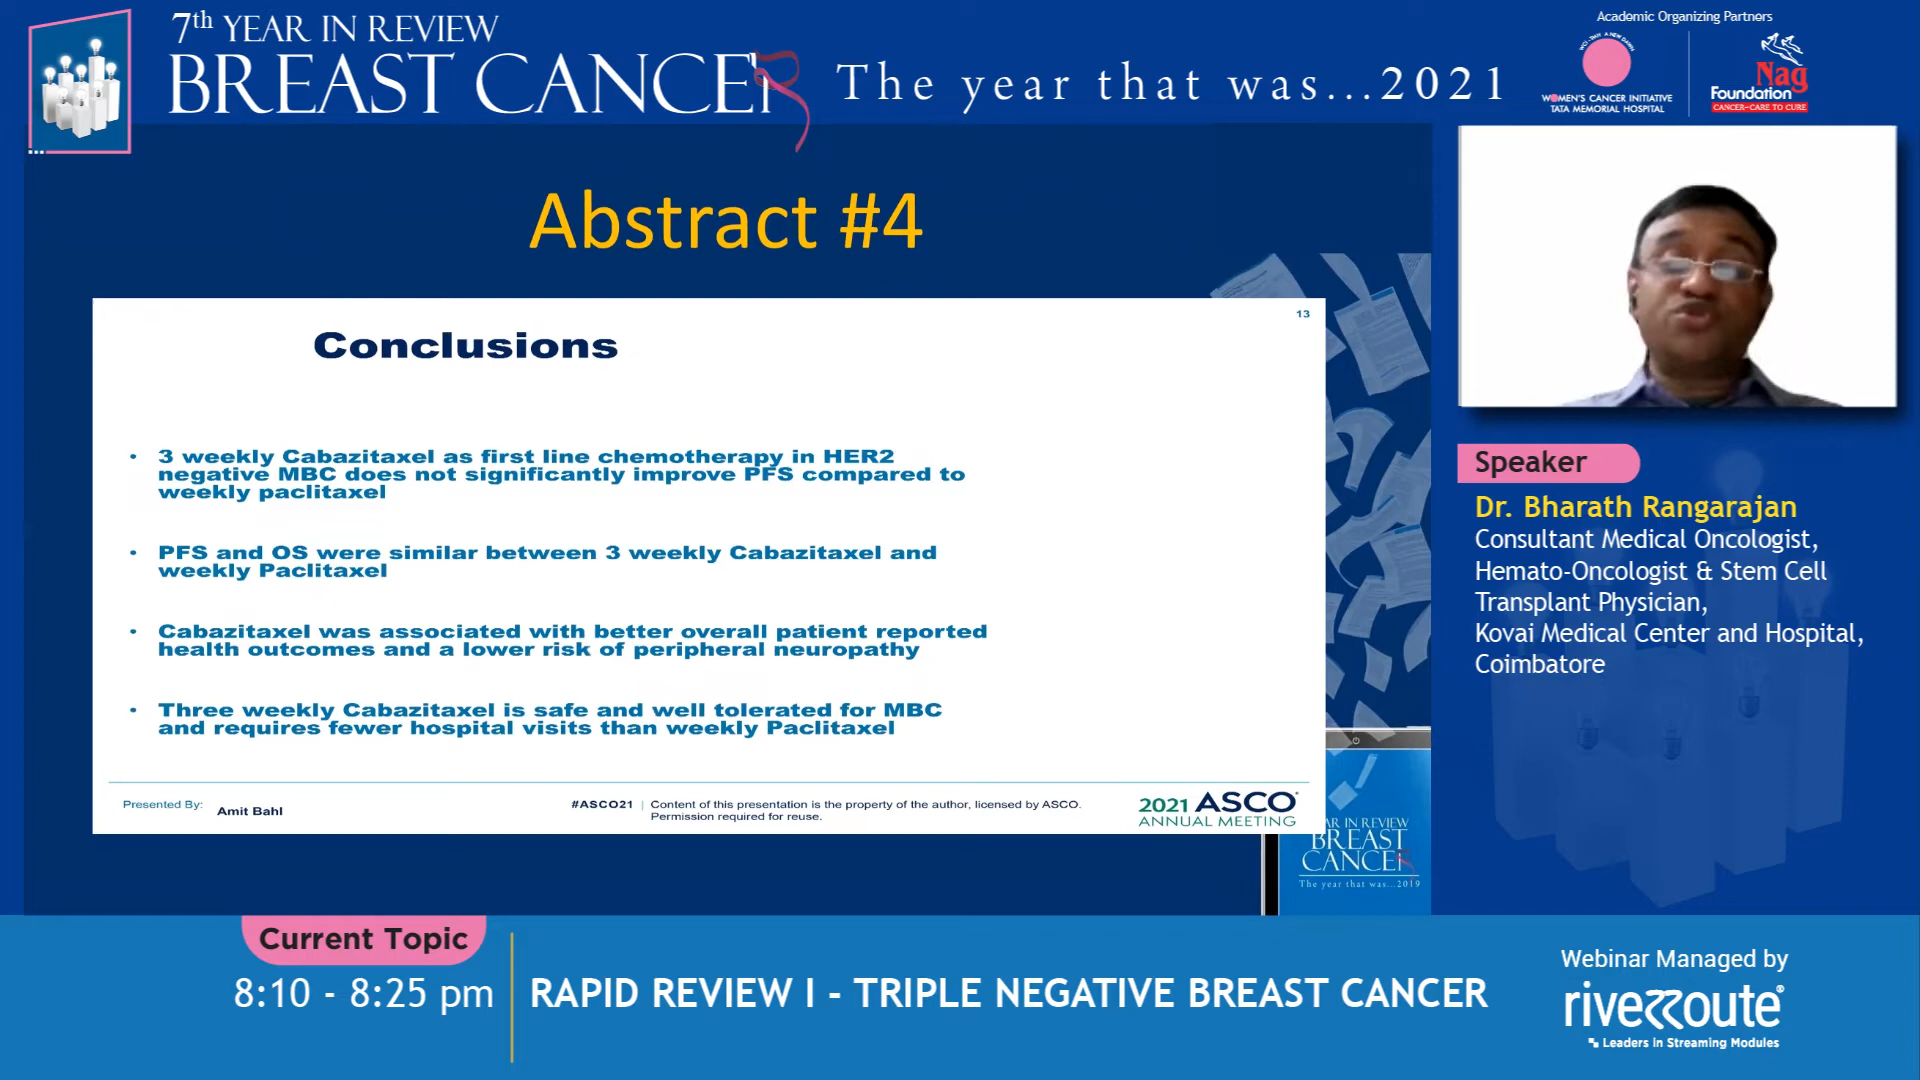 7th YEAR IN REVIEW
BREAST CANCER
The year that was...2021
Academic Organizing Partners
WOMEN'S CANCER INITIATIVE
TATA MEMORIAL HOSPITAL
Nag
Foundation
CANCER-CARE TO CURE
Abstract #4
13
Conclusions
• 3 weekly Cabazitaxel as first line chemotherapy in HER2
negative MBC does not significantly improve PFS compared to
weekly paclitaxel
• PFS and OS were similar between 3 weekly Cabazitaxel and
weekly Paclitaxel
• Cabazitaxel was associated with better overall patient reported
health outcomes and a lower risk of peripheral neuropathy
• Three weekly Cabazitaxel is safe and well tolerated for MBC
and requires fewer hospital visits than weekly Paclitaxel
Presented By: Amit Bahl
#ASCO21 | Content of this presentation is the property of the author, licensed by ASCO.
Permission required for reuse.
2021 ASCO
ANNUAL MEETING
AR IN REVIEW
BREAST
CANCER
The year that was...2019
Speaker
Dr. Bharath Rangarajan
Consultant Medical Oncologist,
Hemato-Oncologist & Stem Cell
Transplant Physician,
Kovai Medical Center and Hospital,
Coimbatore
Current Topic
8:10 - 8:25 pm
RAPID REVIEW I - TRIPLE NEGATIVE BREAST CANCER
Webinar Managed by
riverroute
Leaders in Streaming Modules